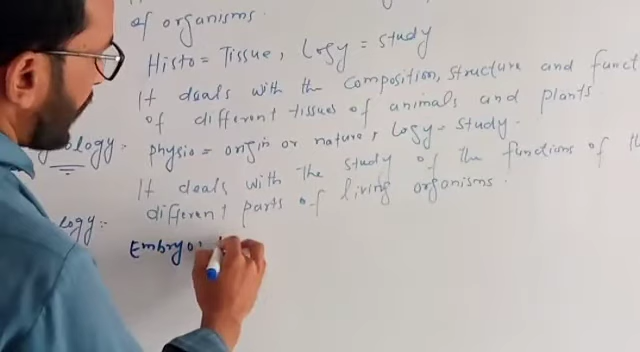 of organisms.
Histo = Tissue, Logy = study
It deals with the composition, structure and funct
of different tissues of animals and plants.
ology: physio = origin or nature, Logy = study.
It deals with the study of the functions of th
different parts of living organisms.
logy:
Embryo: